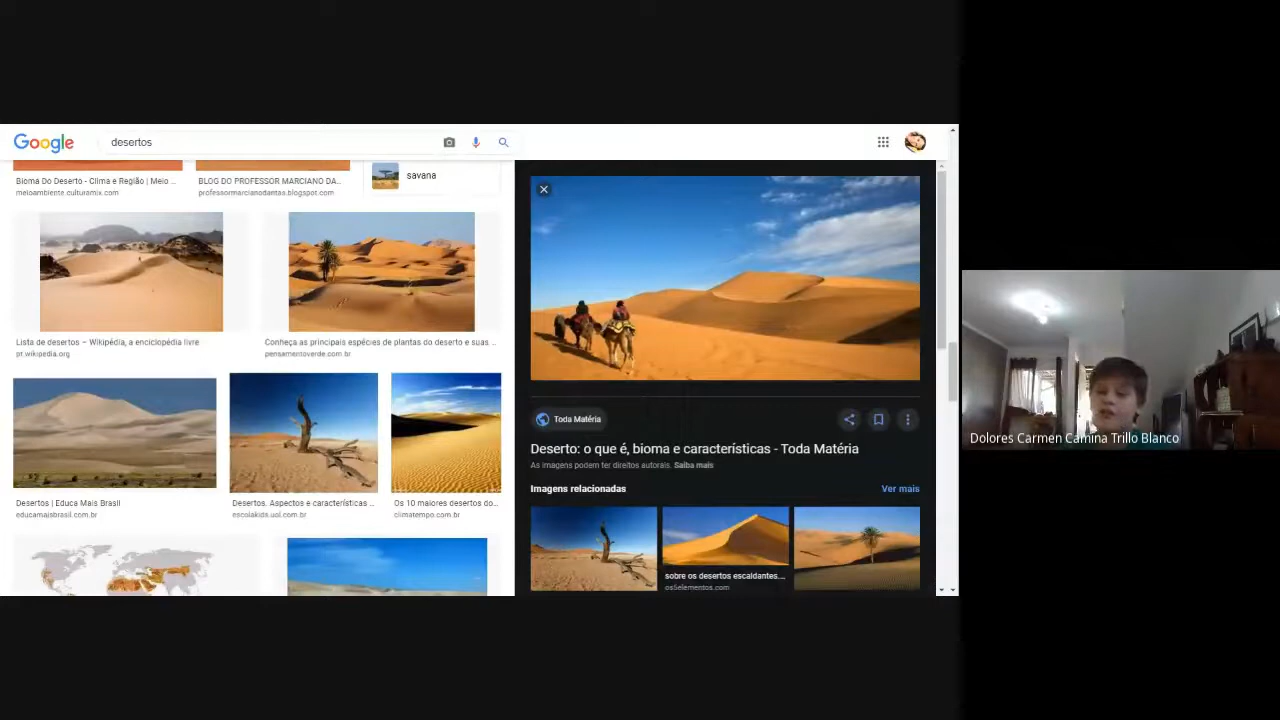 Google
desertos
Bioma Do Deserto - Clima e Região | Meio ...
meioambiente.culturamix.com
BLOG DO PROFESSOR MARCIANO DA...
professormarcianodantas.blogspot.com
savana
Lista de desertos – Wikipédia, a enciclopédia livre
pt.wikipedia.org
Conheça as principais espécies de plantas do deserto e suas ...
pensamentoverde.com.br
Desertos | Educa Mais Brasil
educamaisbrasil.com.br
Desertos. Aspectos e características ...
escolakids.uol.com.br
Os 10 maiores desertos do...
climatempo.com.br
Toda Matéria
Deserto: o que é, bioma e características - Toda Matéria
As imagens podem ter direitos autorais. Saiba mais
Imagens relacionadas
Ver mais
sobre os desertos escaldantes...
os5elementos.com
Dolores Carmen Camina Trillo Blanco